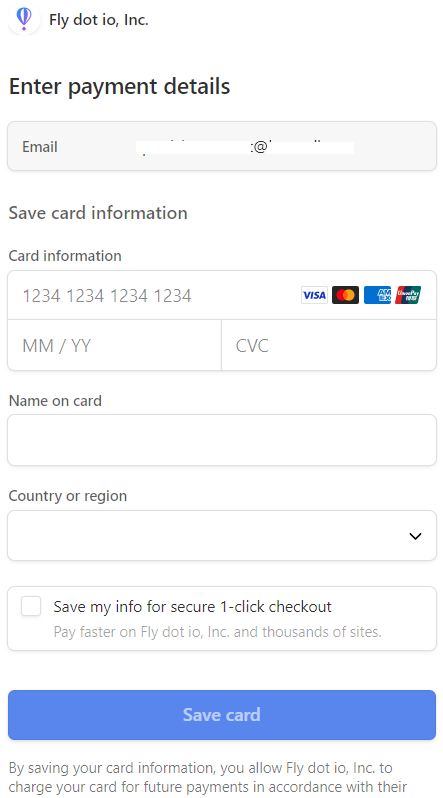 Fly dot io, Inc.
Enter payment details
Email
@
Save card information
Card information
1234 1234 1234 1234 VISA AMEX UnionPay
MM / YY CVC
Name on card
Country or region
Save my info for secure 1-click checkout
Pay faster on Fly dot io, Inc. and thousands of sites.
Save card
By saving your card information, you allow Fly dot io, Inc. to
charge your card for future payments in accordance with their